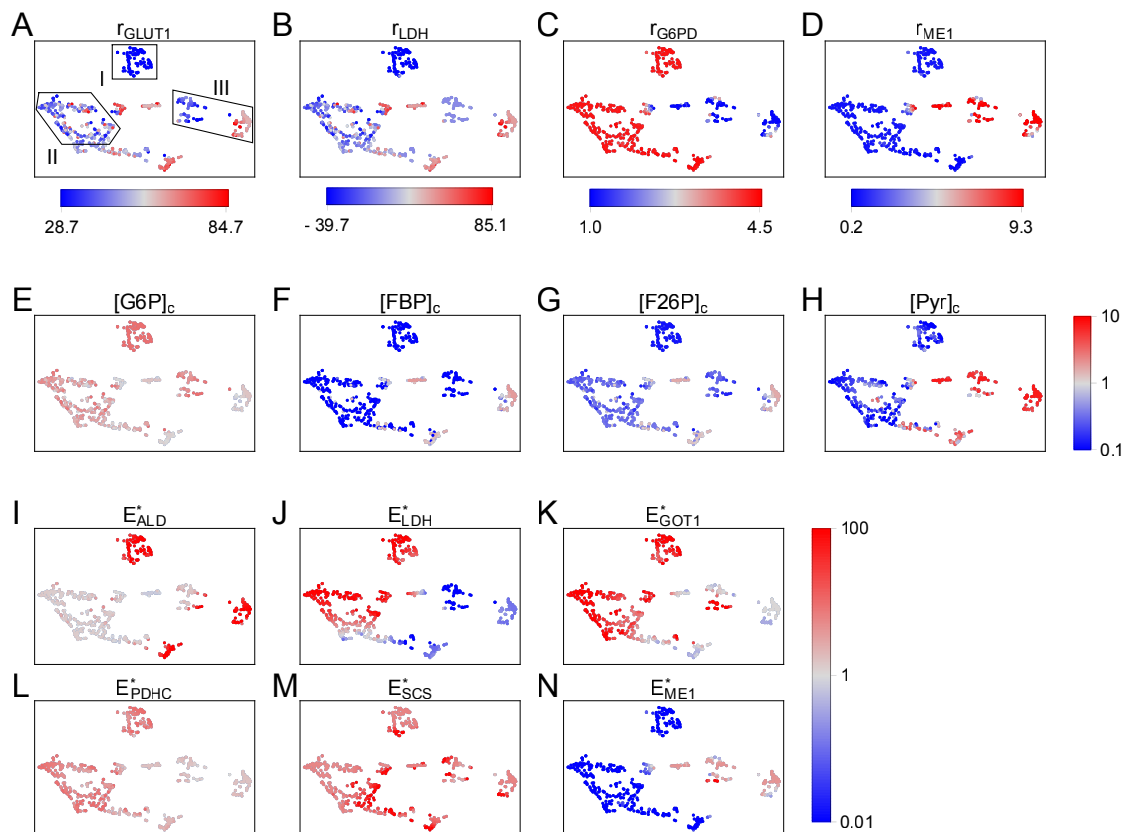 A r_GLUT1 B r_LDH C r_G6PD D r_ME1
I
III
II
28.7 84.7 - 39.7 85.1 1.0 4.5 0.2 9.3
E [G6P]_c F [FBP]_c G [F26P]_c H [Pyr]_c
10
1
0.1
I E*_ALD J E*_LDH K E*_GOT1
100
1
L E*_PDHC M E*_SCS N E*_ME1
0.01